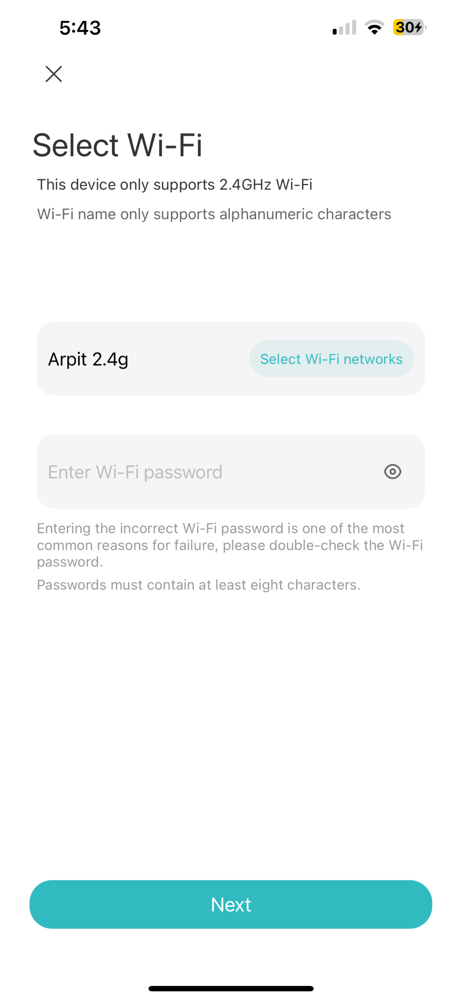 5:43
30
Select Wi-Fi
This device only supports 2.4GHz Wi-Fi
Wi-Fi name only supports alphanumeric characters
Arpit 2.4g
Select Wi-Fi networks
Enter Wi-Fi password
Entering the incorrect Wi-Fi password is one of the most
common reasons for failure, please double-check the Wi-Fi
password.
Passwords must contain at least eight characters.
Next